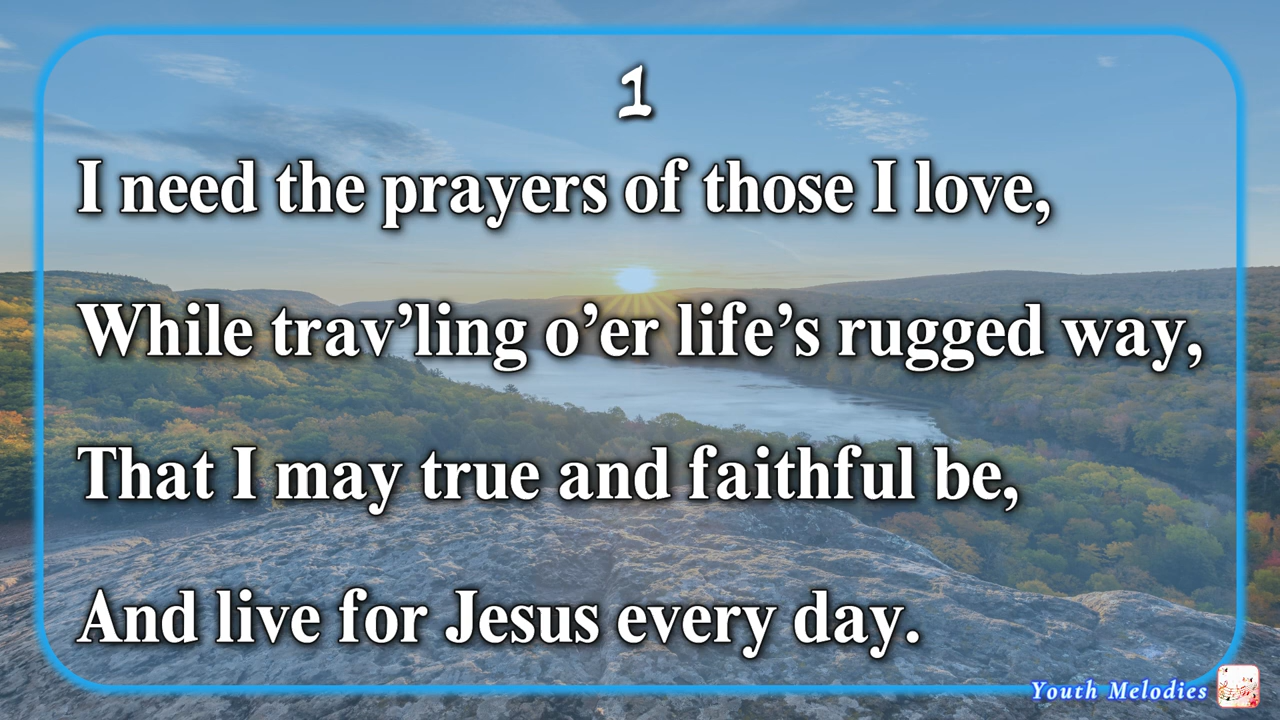 1
I need the prayers of those I love,
While trav’ling o’er life’s rugged way,
That I may true and faithful be,
And live for Jesus every day.
Youth Melodies